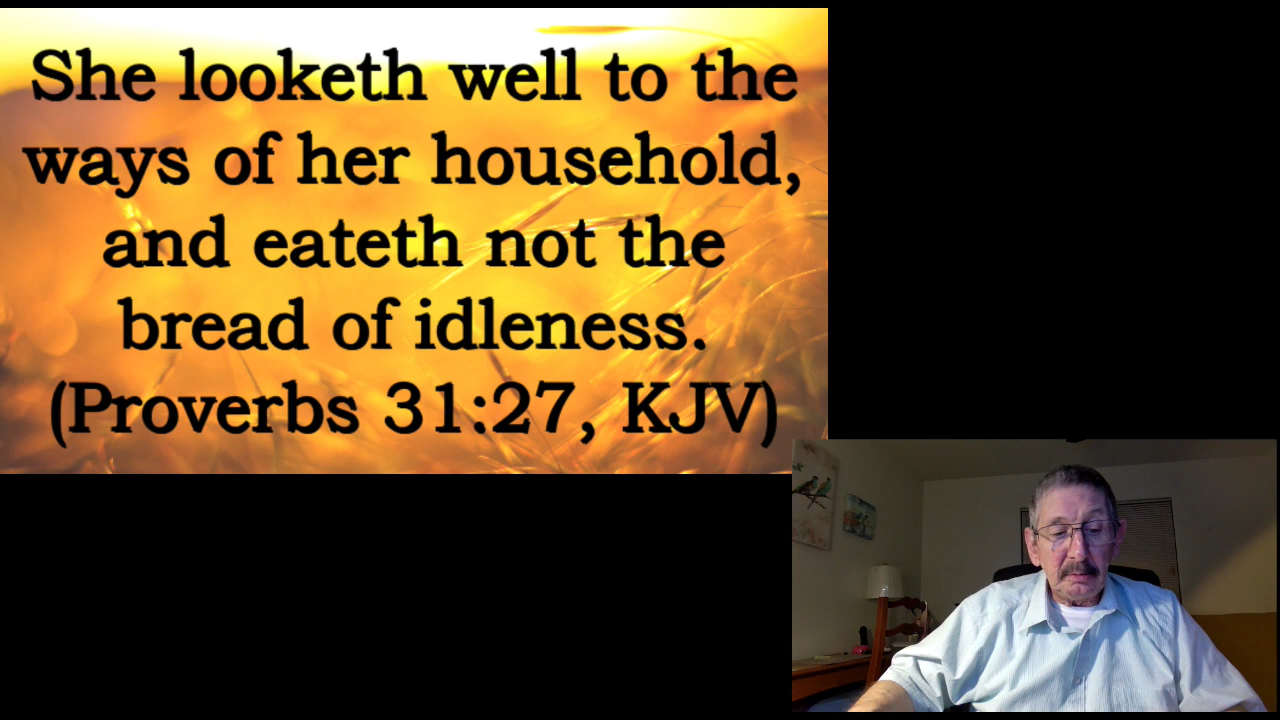 She looketh well to the
ways of her household,
and eateth not the
bread of idleness.
(Proverbs 31:27, KJV)